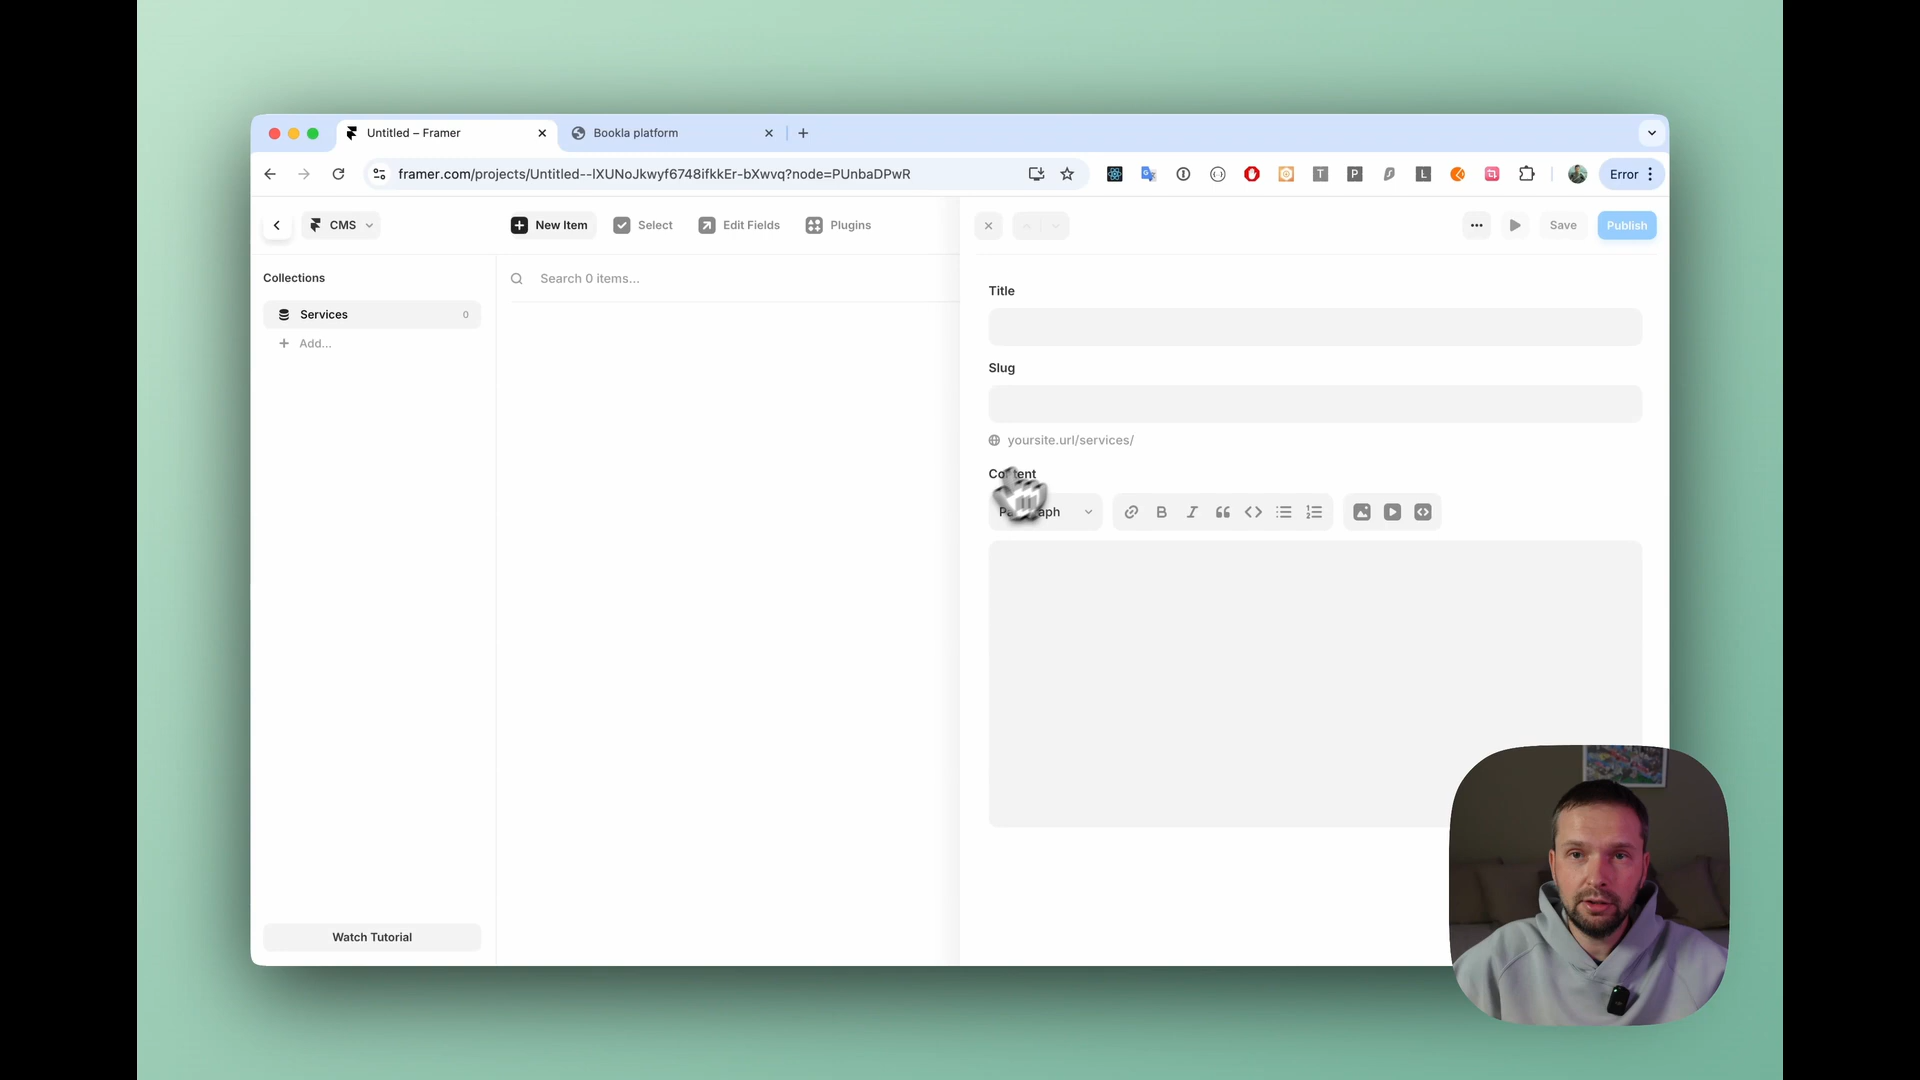 Untitled – Framer
Bookla platform
framer.com/projects/Untitled--lXUNoJkwyf6748ifkkEr-bXwvq?node=PUnbaDPwR
Error
CMS
New Item
Select
Edit Fields
Plugins
Save
Publish
Collections
Search 0 items...
Title
Services
0
Add...
Slug
yoursite.url/services/
Content
Watch Tutorial